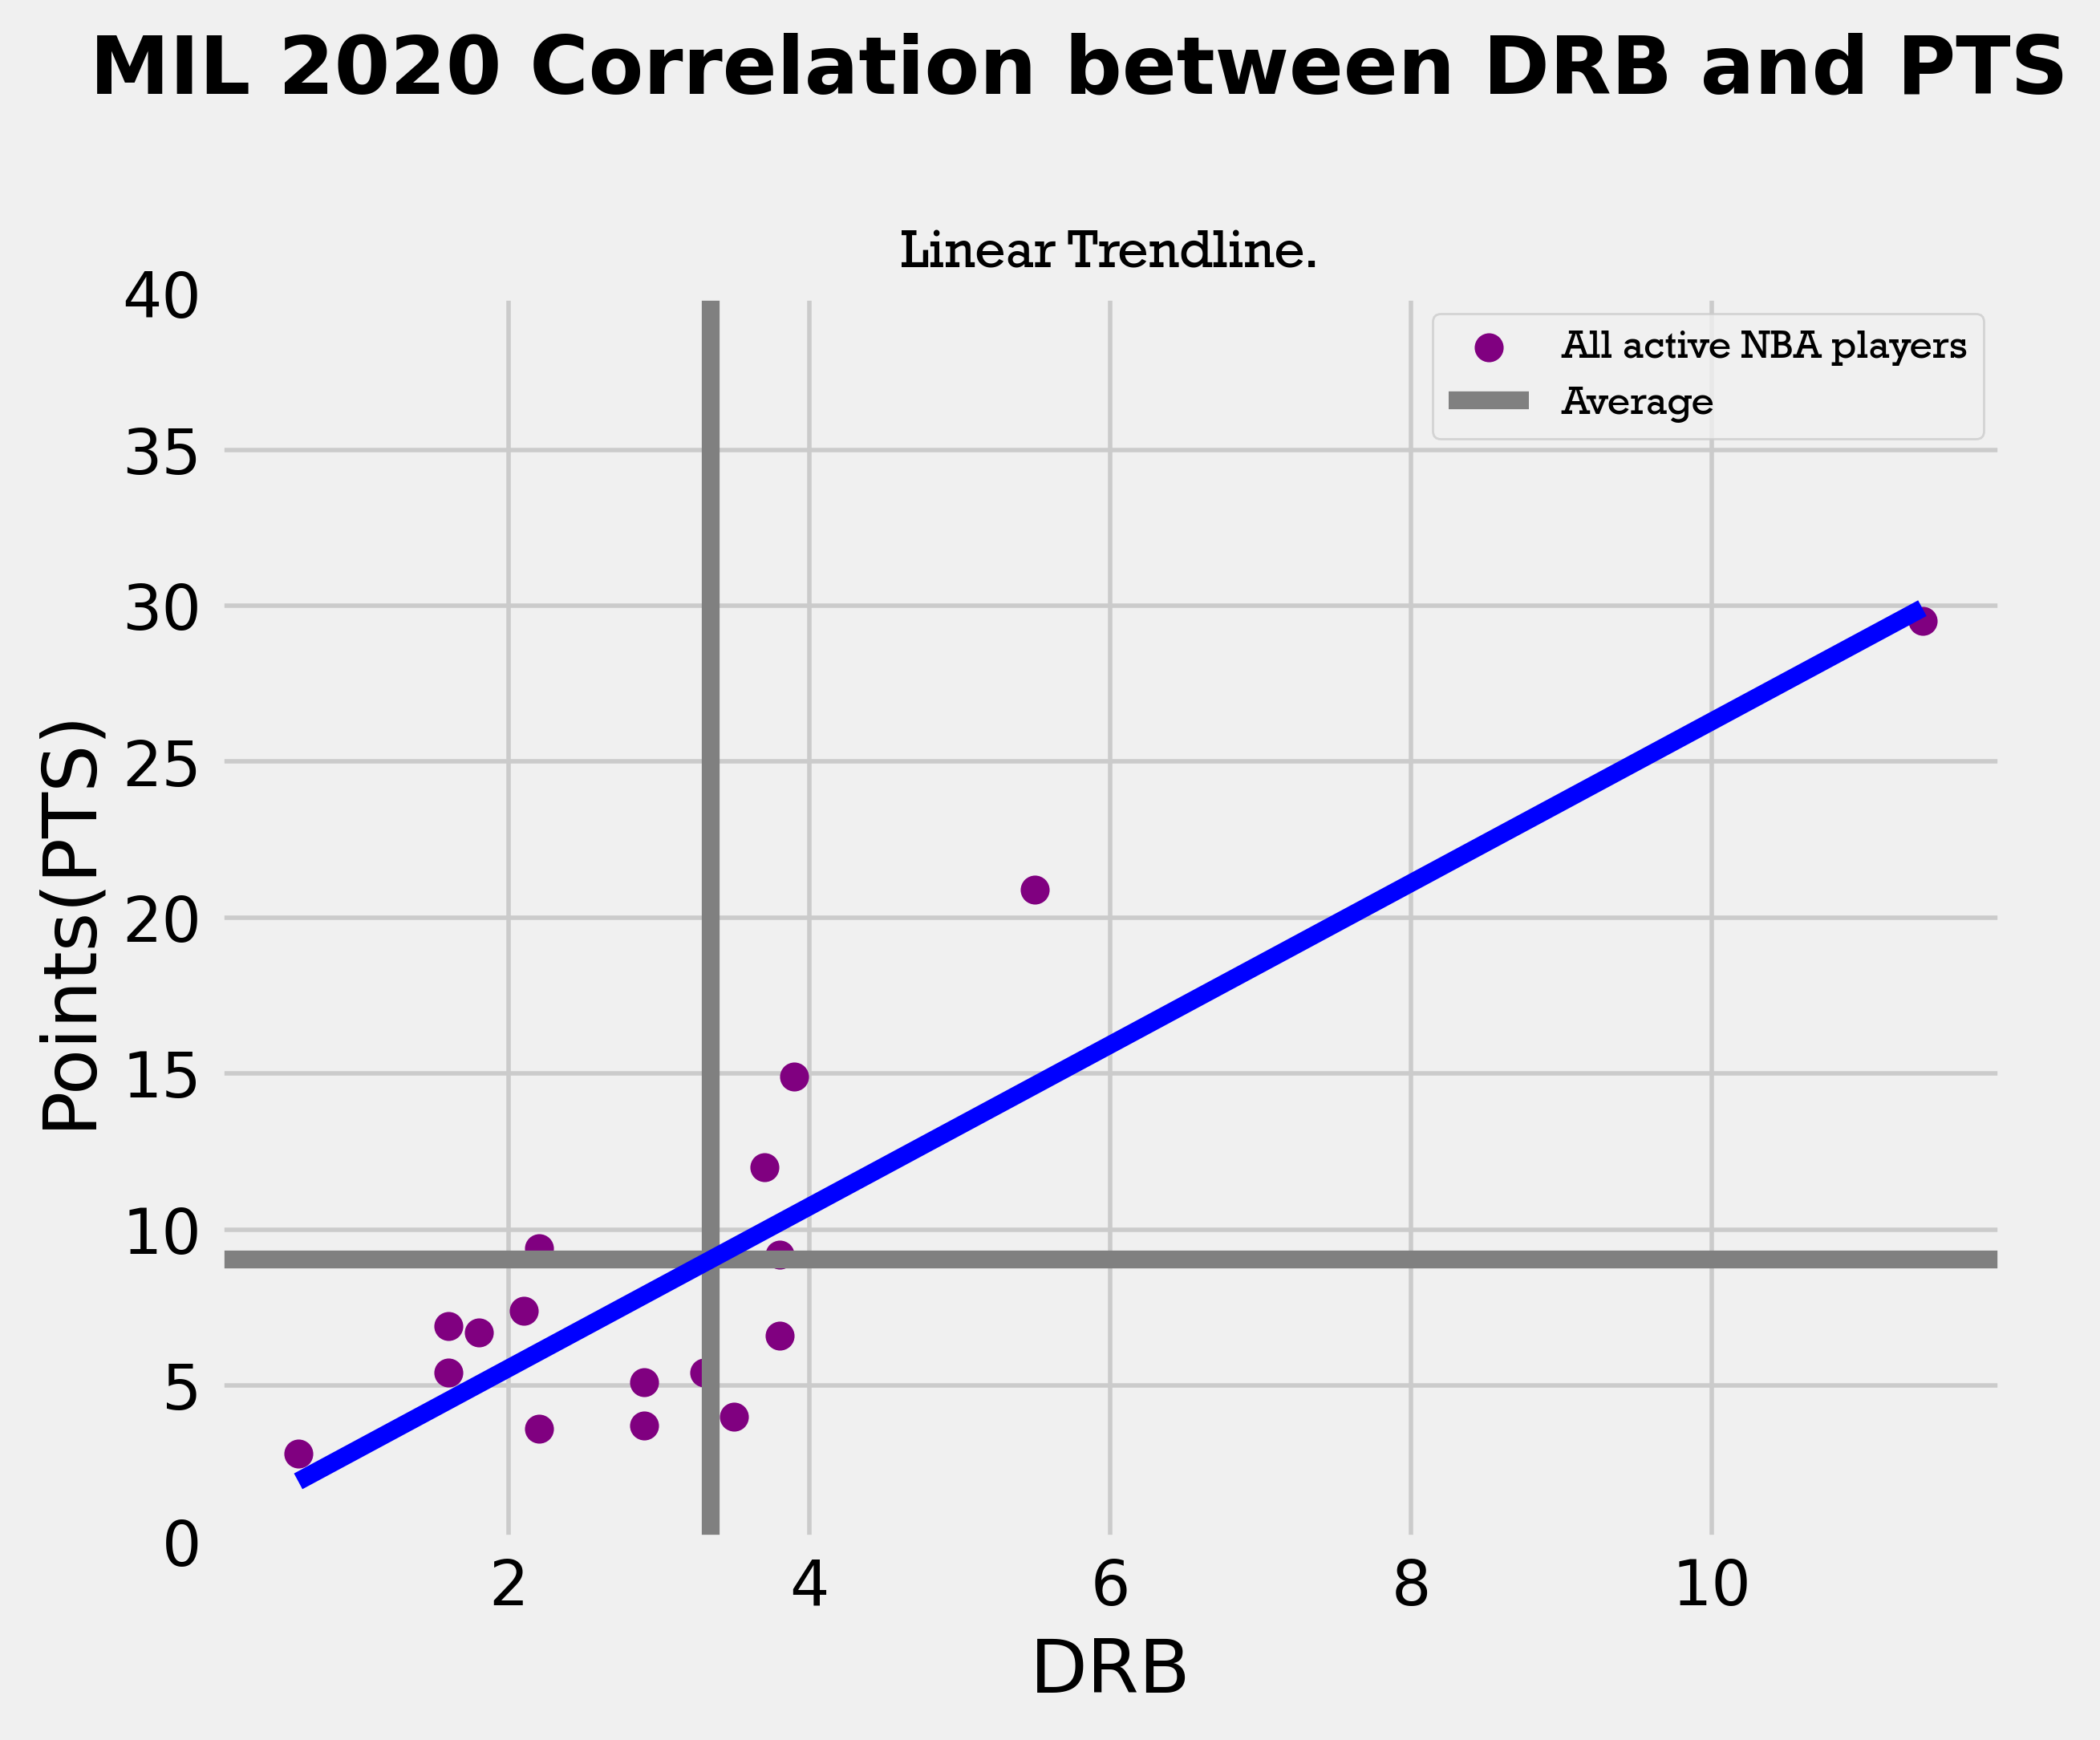 MIL 2020 Correlation between DRB and PTS
Linear Trendline.
All active NBA players
Average
40
35
30
25
20
15
10
5
0
Points(PTS)
2 4 6 8 10
DRB